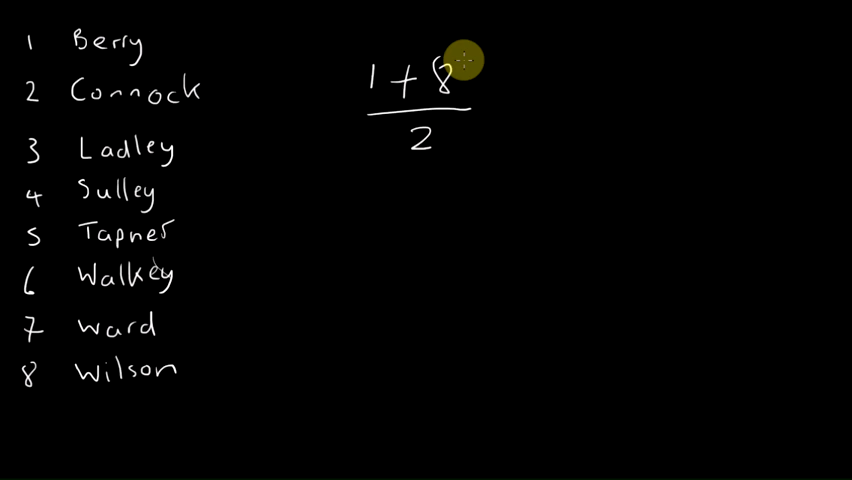 1 Berry
2 Connock
3 Ladley
4 Sulley
5 Tapner
6 Walkey
7 Ward
8 Wilson
1 + 8
2